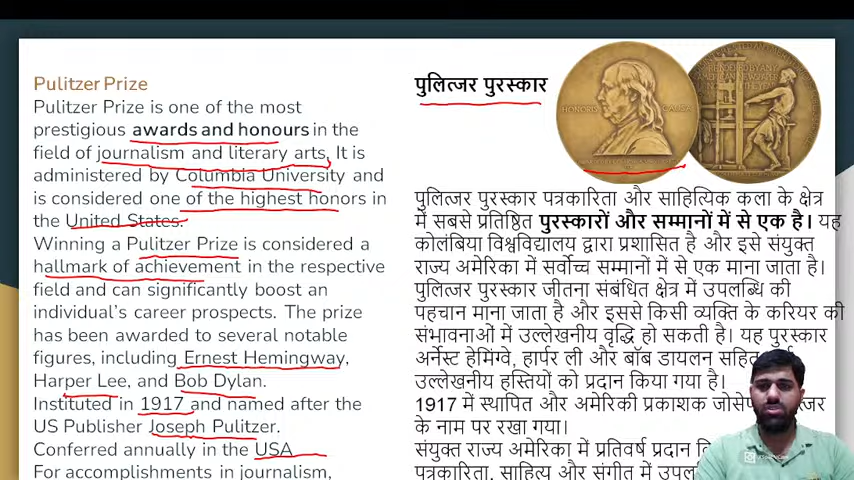 Pulitzer Prize
Pulitzer Prize is one of the most
prestigious awards and honours in the
field of journalism and literary arts, It is
administered by Columbia University and
is considered one of the highest honors in
the United States.
Winning a Pulitzer Prize is considered a
hallmark of achievement in the respective
field and can significantly boost an
individual's career prospects. The prize
has been awarded to several notable
figures, including Ernest Hemingway,
Harper Lee, and Bob Dylan.
Instituted in 1917 and named after the
US Publisher Joseph Pulitzer.
Conferred annually in the USA
For accomplishments in journalism,
पुलित्जर पुरस्कार
HONORIS CAUSA
पुलित्जर पुरस्कार पत्रकारिता और साहित्यिक कला के क्षेत्र
में सबसे प्रतिष्ठित पुरस्कारों और सम्मानों में से एक है। यह
कोलंबिया विश्वविद्यालय द्वारा प्रशासित है और इसे संयुक्त
राज्य अमेरिका में सर्वोच्च सम्मानों में से एक माना जाता है।
पुलित्जर पुरस्कार जीतना संबंधित क्षेत्र में उपलब्धि की
पहचान माना जाता है और इससे किसी व्यक्ति के करियर की
संभावनाओं में उल्लेखनीय वृद्धि हो सकती है। यह पुरस्कार
अर्नेस्ट हेमिंग्वे, हार्पर ली और बॉब डायलन सहित
उल्लेखनीय हस्तियों को प्रदान किया गया है।
1917 में स्थापित और अमेरिकी प्रकाशक
के नाम पर रखा गया।
संयुक्त राज्य अमेरिका में प्रतिवर्ष प्रदान
पत्रकारिता, साहित्य और संगीत में